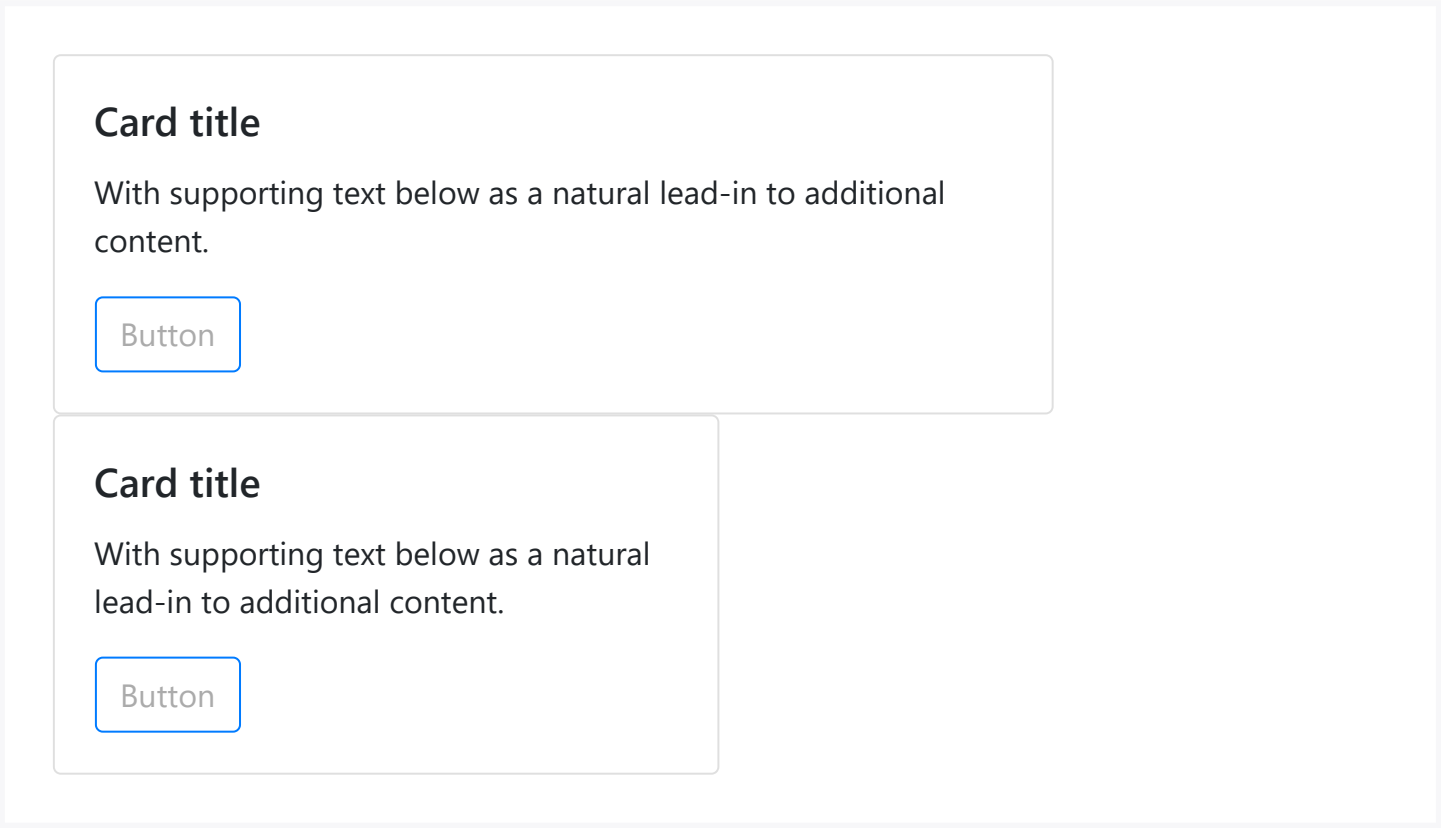 Card title
With supporting text below as a natural lead-in to additional
content.
Button
Card title
With supporting text below as a natural
lead-in to additional content.
Button